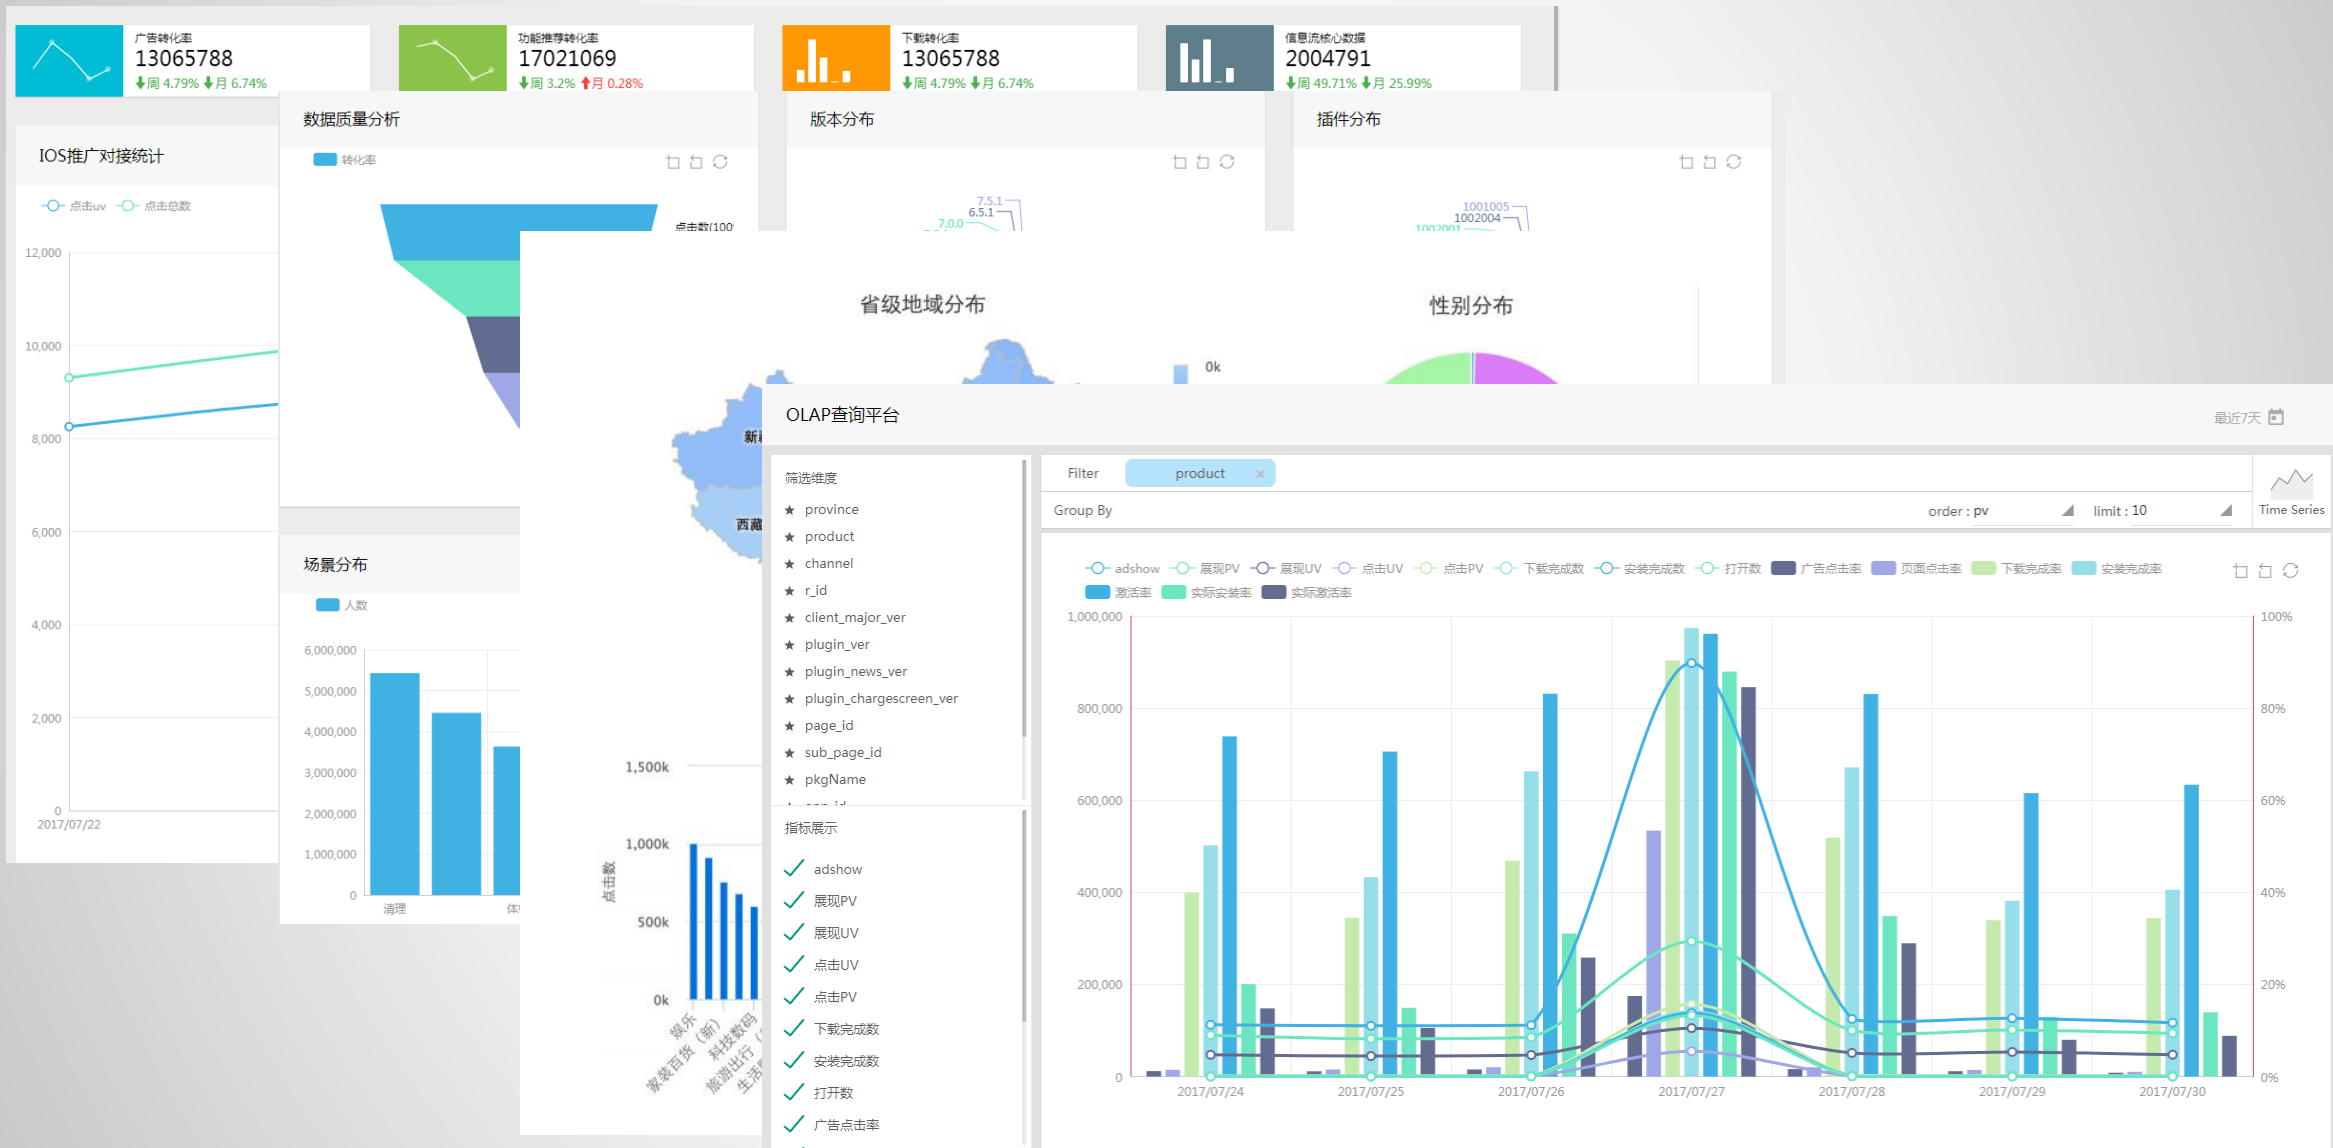 广告转化率
13065788
周 4.79% 月 6.74%
功能推荐转化率
17021069
周 3.2% 月 0.28%
下载转化率
13065788
周 4.79% 月 6.74%
信息流核心数据
2004791
周 49.71% 月 25.99%
IOS推广对接统计
点击uv 点击总数
12,000
10,000
8,000
6,000
4,000
2,000
0
2017/07/22
数据质量分析
转化率
点击数(100
版本分布
7.5.1
6.5.1
7.0.0
插件分布
1001005
1002004
1002001
场景分布
人数
6,000,000
5,000,000
4,000,000
3,000,000
2,000,000
1,000,000
0
清理
省级地域分布
0k
西藏
性别分布
点击数
1,500k
1,000k
500k
0k
娱乐
家装百货（新）
科技数码
OLAP查询平台
最近7天
筛选维度
province
product
channel
r_id
client_major_ver
plugin_ver
plugin_news_ver
plugin_chargescreen_ver
page_id
sub_page_id
pkgName
指标展示
adshow
展现PV
展现UV
点击UV
点击PV
下载完成数
安装完成数
打开数
广告点击率
Filter product ×
Group By order : pv limit : 10
Time Series
adshow 展现PV 展现UV 点击UV 点击PV 下载完成数 安装完成数 打开数 广告点击率 页面点击率 下载完成率 安装完成率
激活率 实际安装率 实际激活率
1,000,000
800,000
600,000
400,000
200,000
0
100%
80%
60%
40%
20%
0%
2017/07/24 2017/07/25 2017/07/26 2017/07/27 2017/07/28 2017/07/29 2017/07/30